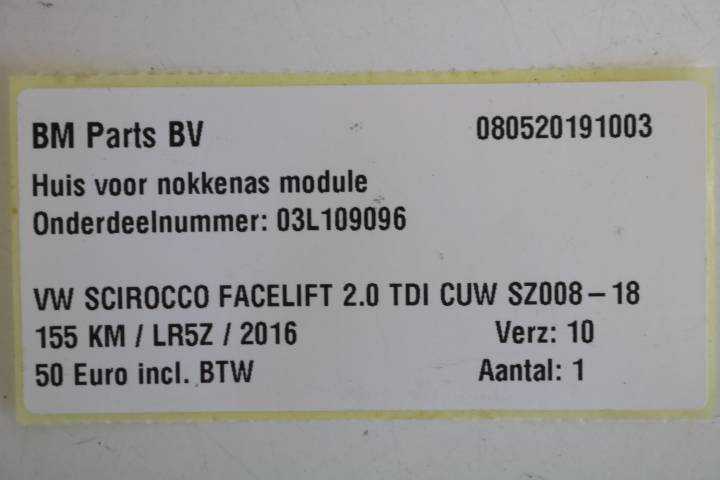 BM Parts BV 080520191003
Huis voor nokkenas module
Onderdeelnummer: 03L109096
VW SCIROCCO FACELIFT 2.0 TDI CUW SZ008-18
155 KM / LR5Z / 2016 Verz: 10
50 Euro incl. BTW Aantal: 1